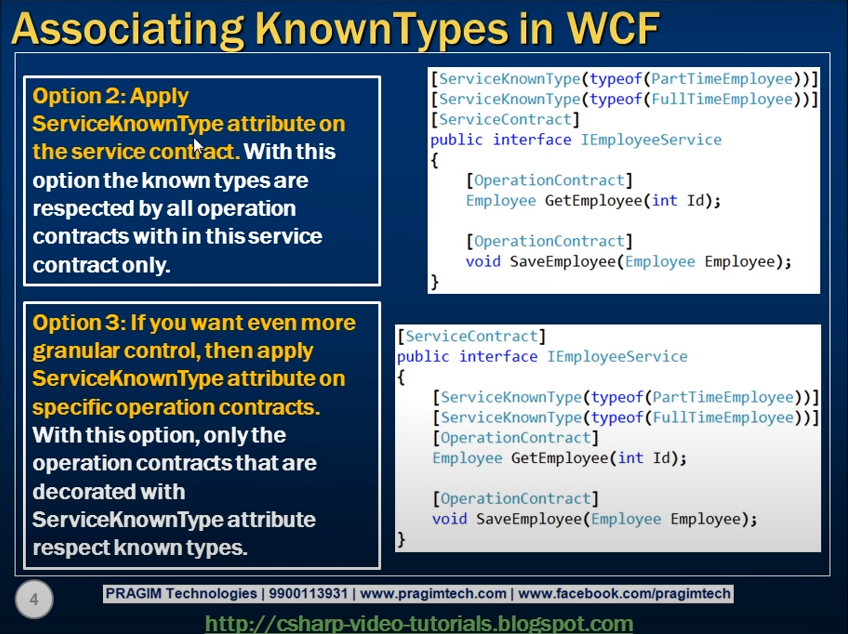 Associating KnownTypes in WCF
Option 2: Apply
ServiceKnownType attribute on
the service contract. With this
option the known types are
respected by all operation
contracts with in this service
contract only.
[ServiceKnownType(typeof(PartTimeEmployee))]
[ServiceKnownType(typeof(FullTimeEmployee))]
[ServiceContract]
public interface IEmployeeService
{
[OperationContract]
Employee GetEmployee(int Id);
[OperationContract]
void SaveEmployee(Employee Employee);
}
Option 3: If you want even more
granular control, then apply
ServiceKnownType attribute on
specific operation contracts.
With this option, only the
operation contracts that are
decorated with
ServiceKnownType attribute
respect known types.
[ServiceContract]
public interface IEmployeeService
{
[ServiceKnownType(typeof(PartTimeEmployee))]
[ServiceKnownType(typeof(FullTimeEmployee))]
[OperationContract]
Employee GetEmployee(int Id);
[OperationContract]
void SaveEmployee(Employee Employee);
}
4
PRAGIM Technologies | 9900113931 | www.pragimtech.com | www.facebook.com/pragimtech
http://csharp-video-tutorials.blogspot.com